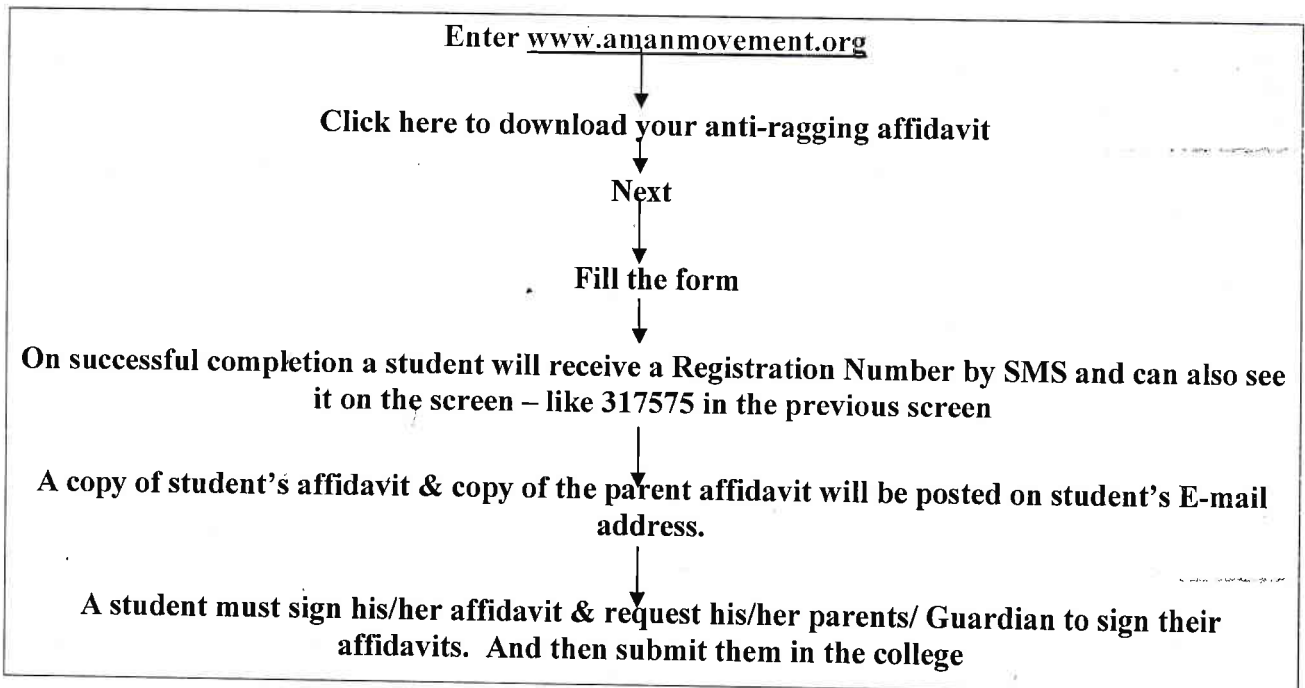 Enter www.amanmovement.org
Click here to download your anti-ragging affidavit
Next
Fill the form
On successful completion a student will receive a Registration Number by SMS and can also see
it on the screen – like 317575 in the previous screen
A copy of student's affidavit & copy of the parent affidavit will be posted on student's E-mail
address.
A student must sign his/her affidavit & request his/her parents/ Guardian to sign their
affidavits. And then submit them in the college